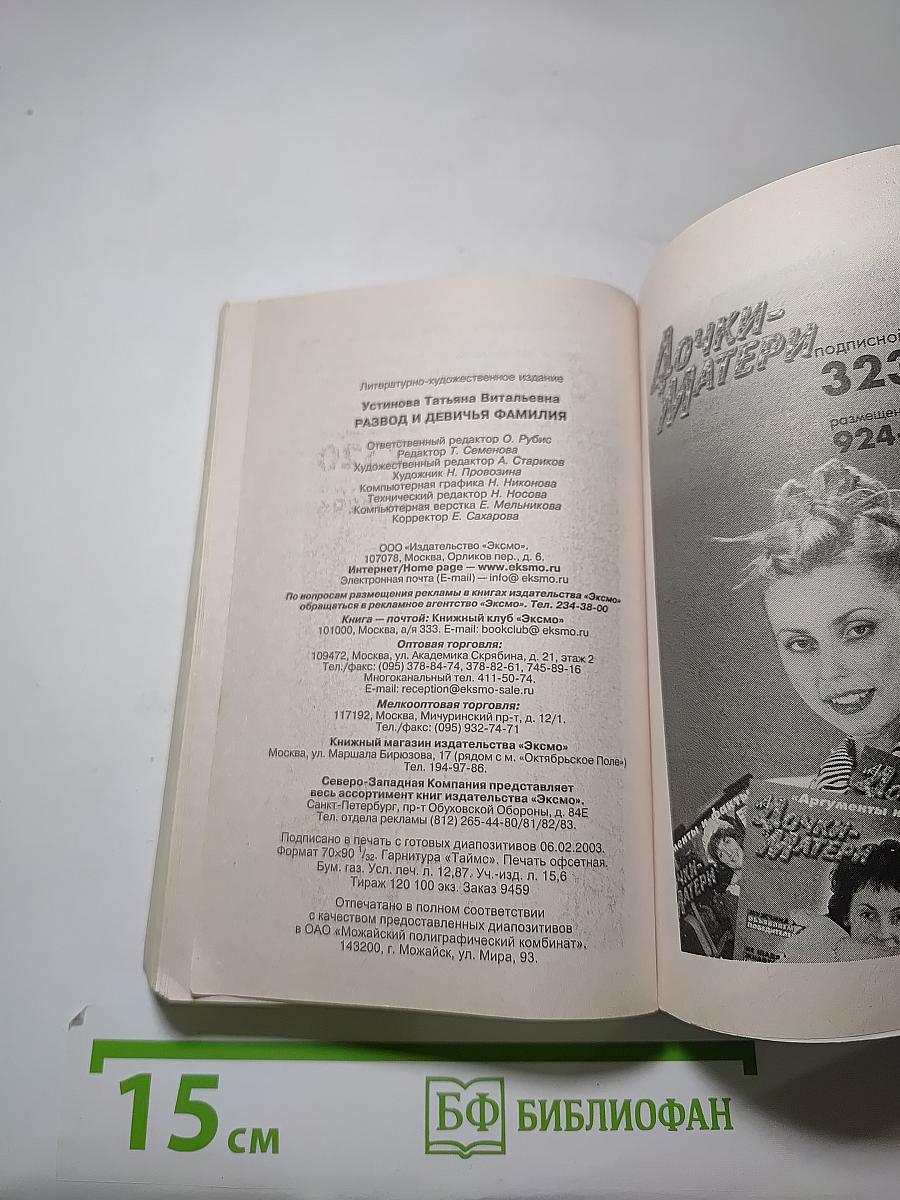 Литературно-художественное издание
Устинова Татьяна Витальевна
РАЗВОД И ДЕВИЧЬЯ ФАМИЛИЯ
Ответственный редактор О. Рубис
Редактор Т. Семенова
Художественный редактор А. Стариков
Художник Н. Провозина
Компьютерная графика Н. Никонова
Технический редактор Н. Носова
Компьютерная верстка Е. Мельникова
Корректор Е. Сахарова
ООО «Издательство «Эксмо».
107078, Москва, Орликов пер., д. 6.
Интернет/Home page — www.eksmo.ru
Электронная почта (E-mail) — info@ eksmo.ru
По вопросам размещения рекламы в книгах издательства «Эксмо»
обращаться в рекламное агентство «Эксмо». Тел. 234-38-00
Книга — почтой: Книжный клуб «Эксмо»
101000, Москва, а/я 333. E-mail: bookclub@ eksmo.ru
Оптовая торговля:
109472, Москва, ул. Академика Скрябина, д. 21, этаж 2
Тел./факс: (095) 378-84-74, 378-82-61, 745-89-16
Многоканальный тел. 411-50-74.
E-mail: reception@eksmo-sale.ru
Мелкооптовая торговля:
117192, Москва, Мичуринский пр-т, д. 12/1.
Тел./факс: (095) 932-74-71
Книжный магазин издательства «Эксмо»
Москва, ул. Маршала Бирюзова, 17 (рядом с м. «Октябрьское Поле»)
Тел. 194-97-86.
Северо-Западная Компания представляет
весь ассортимент книг издательства «Эксмо».
Санкт-Петербург, пр-т Обуховской Обороны, д. 84Е
Тел. отдела рекламы (812) 265-44-80/81/82/83.
Подписано в печать с готовых диапозитивов 06.02.2003.
Формат 70×90 1/32. Гарнитура «Таймс». Печать офсетная.
Бум. газ. Усл. печ. л. 12,87. Уч.-изд. л. 15,6
Тираж 120 100 экз. Заказ 9459
Отпечатано в полном соответствии
с качеством предоставленных диапозитивов
в ОАО «Можайский полиграфический комбинат».
143200, г. Можайск, ул. Мира, 93.
ДОЧКИ-
МАТЕРИ
подписной
323
размещен
924
Аргументы и
ДОЧКИ-
МАТЕРИ
15 см
БФ БИБЛИОФАН